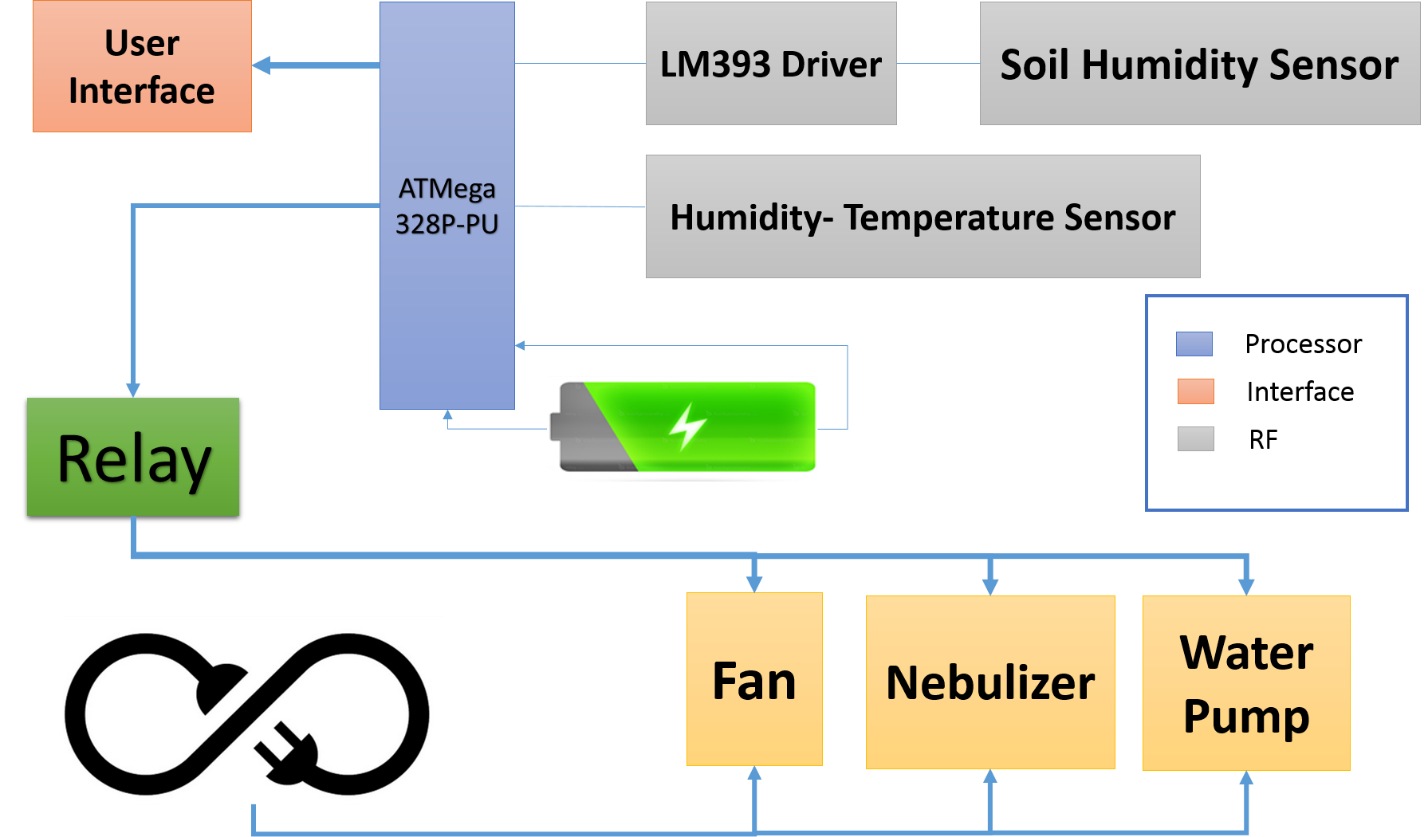 User
Interface
ATMega
328P-PU
LM393 Driver
Soil Humidity Sensor
Humidity- Temperature Sensor
Processor
Interface
RF
Relay
Fan
Nebulizer
Water
Pump